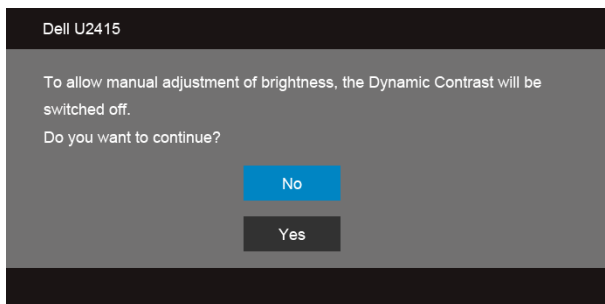 Dell U2415
To allow manual adjustment of brightness, the Dynamic Contrast will be
switched off.
Do you want to continue?
No
Yes